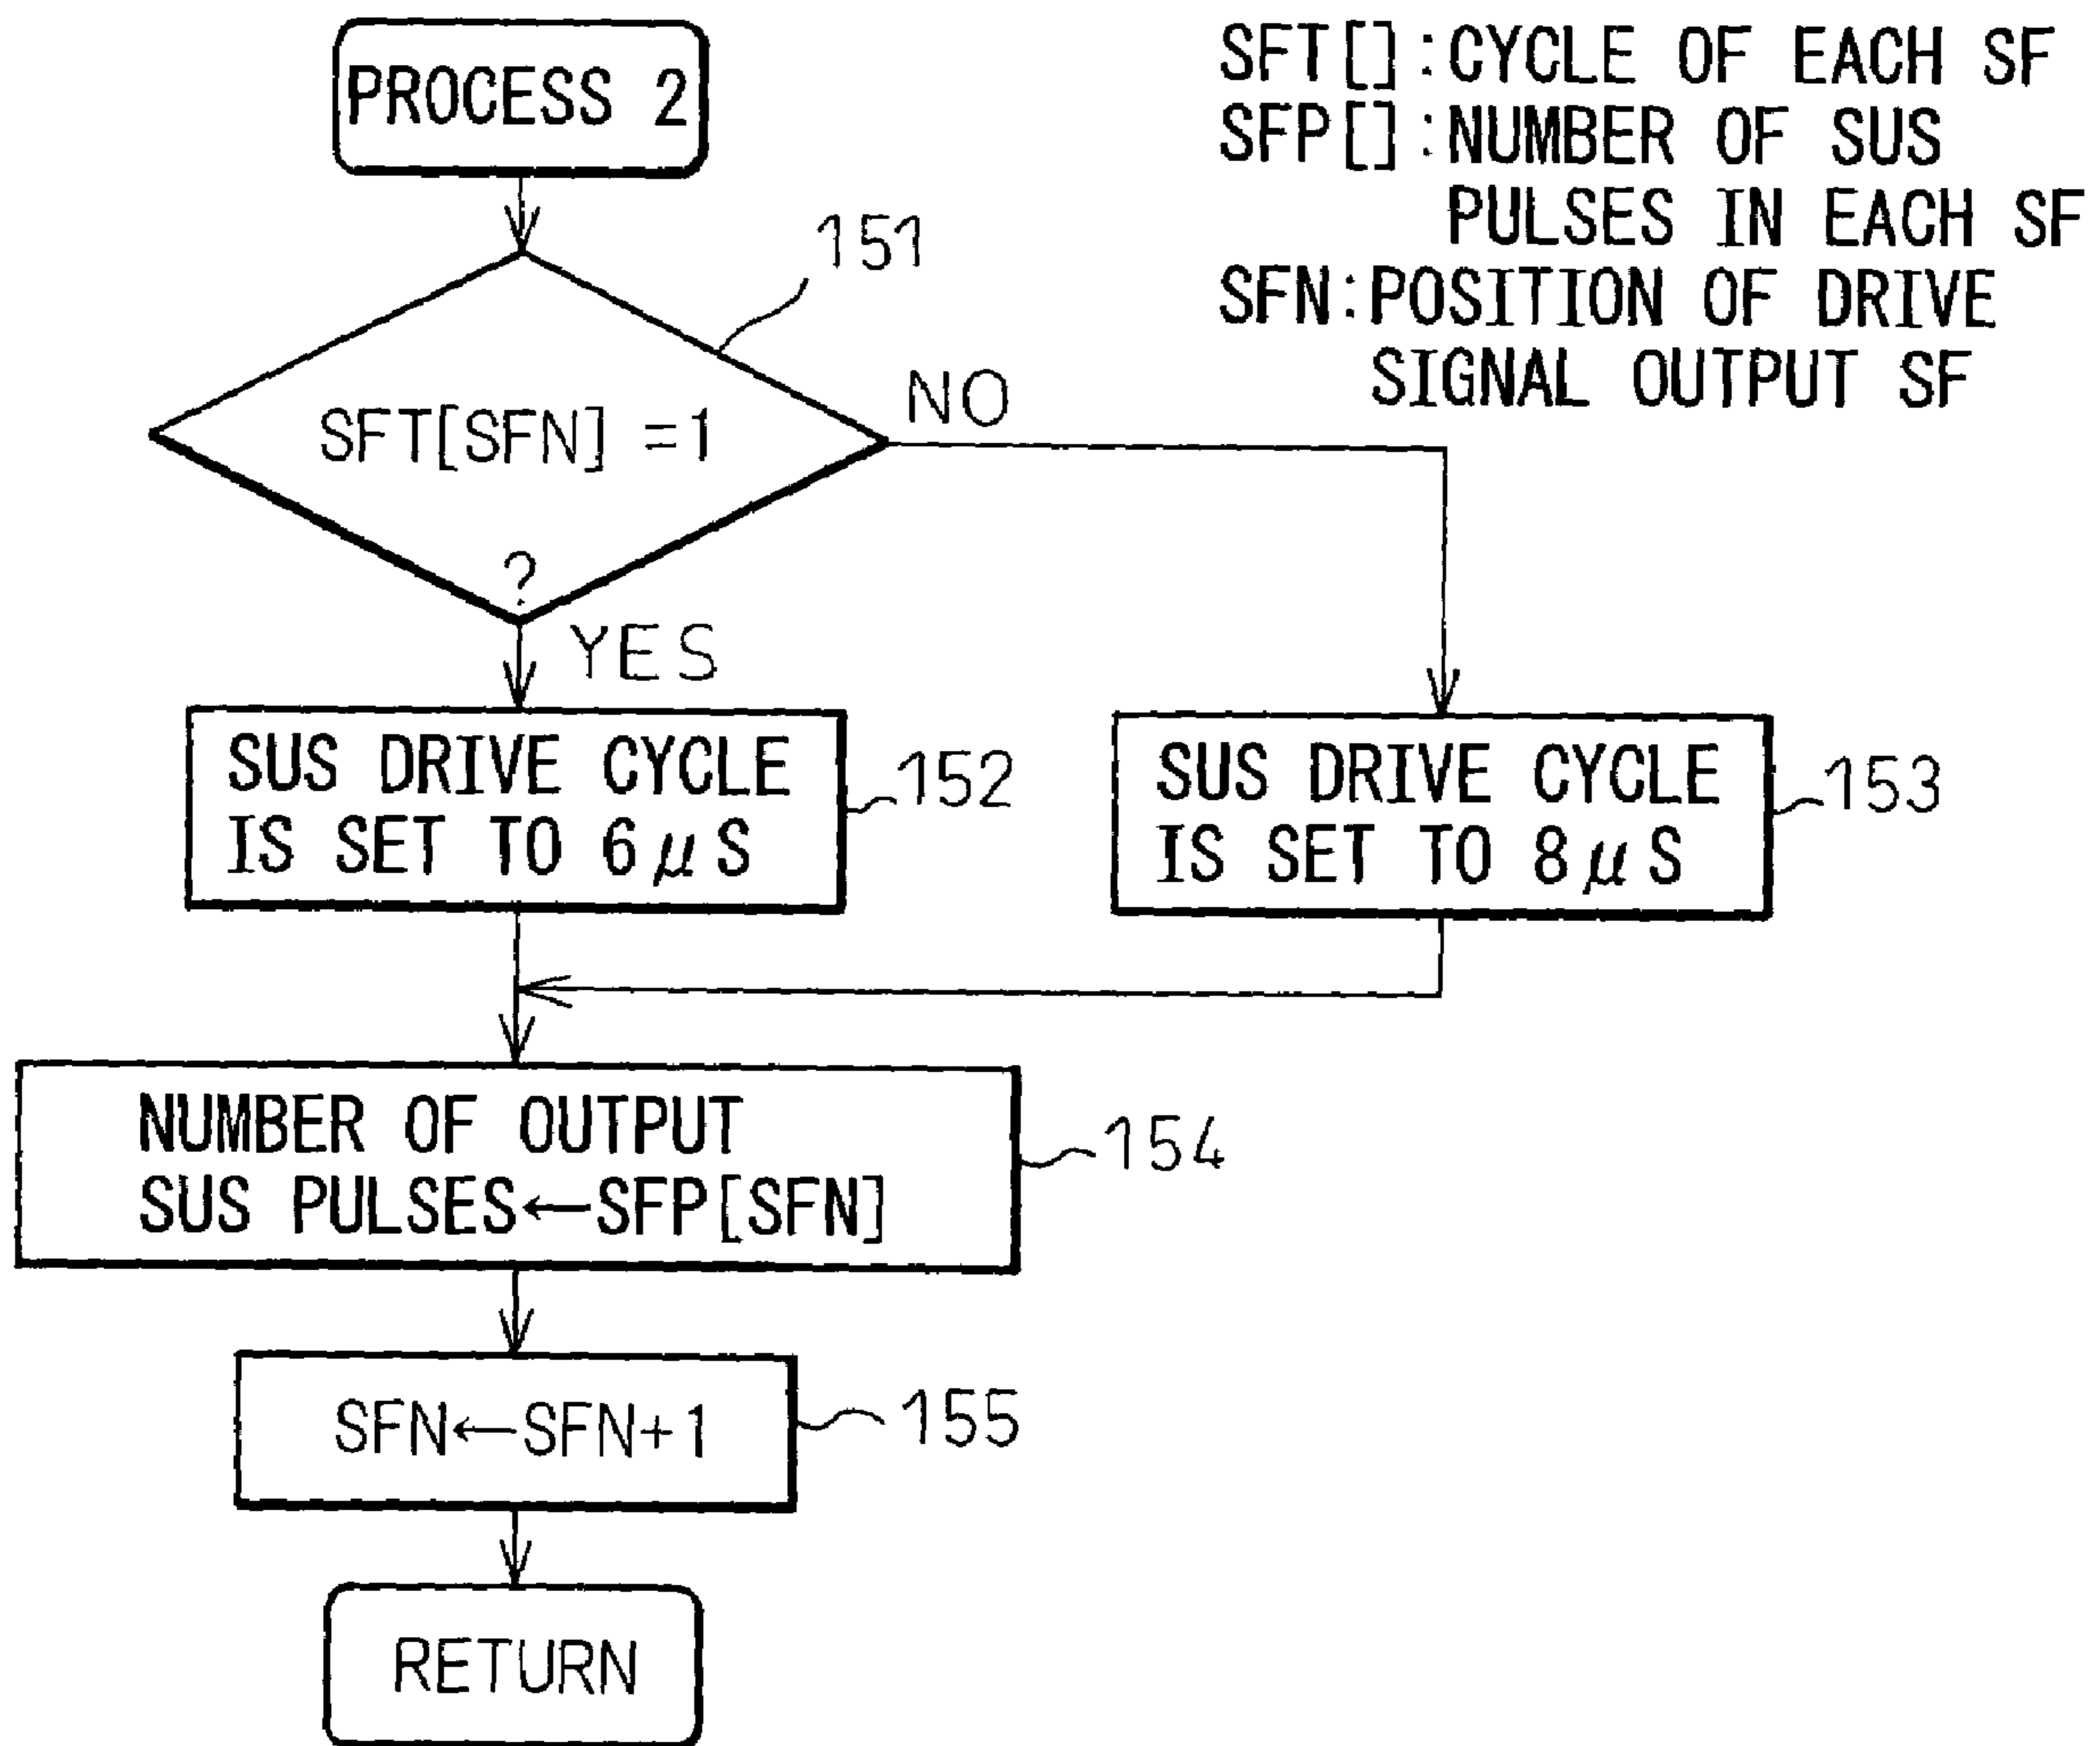 PROCESS 2
SFT[]:CYCLE OF EACH SF
SFP[]:NUMBER OF SUS
PULSES IN EACH SF
SFN:POSITION OF DRIVE
SIGNAL OUTPUT SF
151
SFT[SFN] =1
?
NO
YES
SUS DRIVE CYCLE
IS SET TO 6μS
152
SUS DRIVE CYCLE
IS SET TO 8μS
153
NUMBER OF OUTPUT
SUS PULSES←SFP[SFN]
154
SFN←SFN+1
155
RETURN